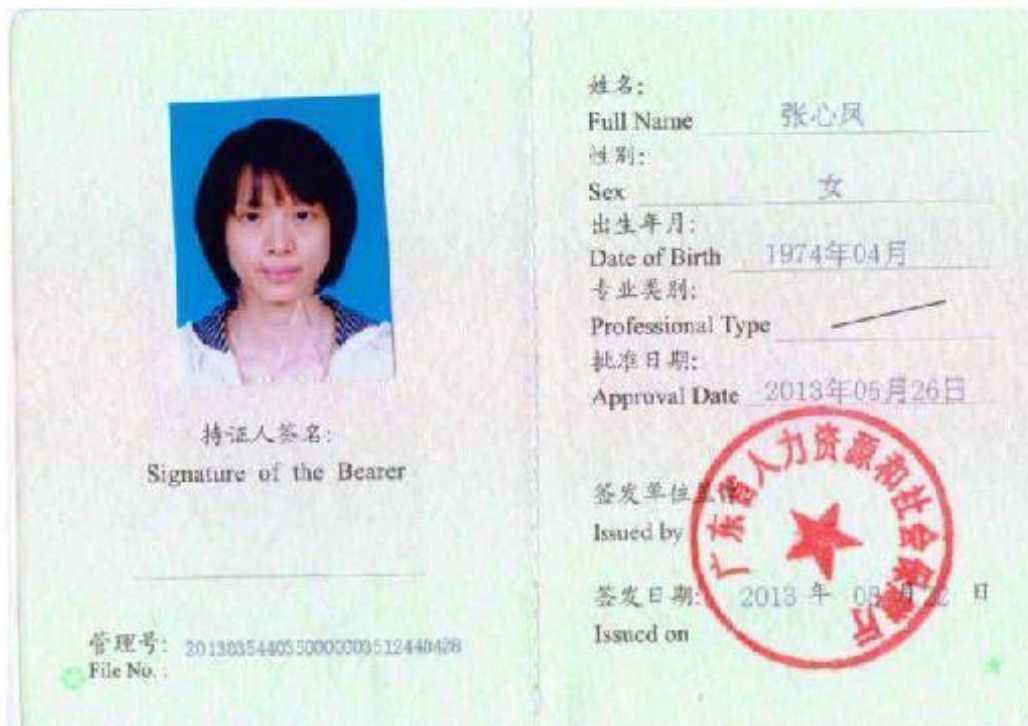 持证人签名:
Signature of the Bearer
管理号:
File No. :
姓名:
Full Name 张心凤
性别:
Sex 女
出生年月:
Date of Birth 1974年04月
专业类别:
Professional Type
批准日期:
Approval Date 2013年05月26日
签发单位盖章
Issued by
广东省人力资源和社会保障厅
签发日期: 2013 年 月 22 日
Issued on